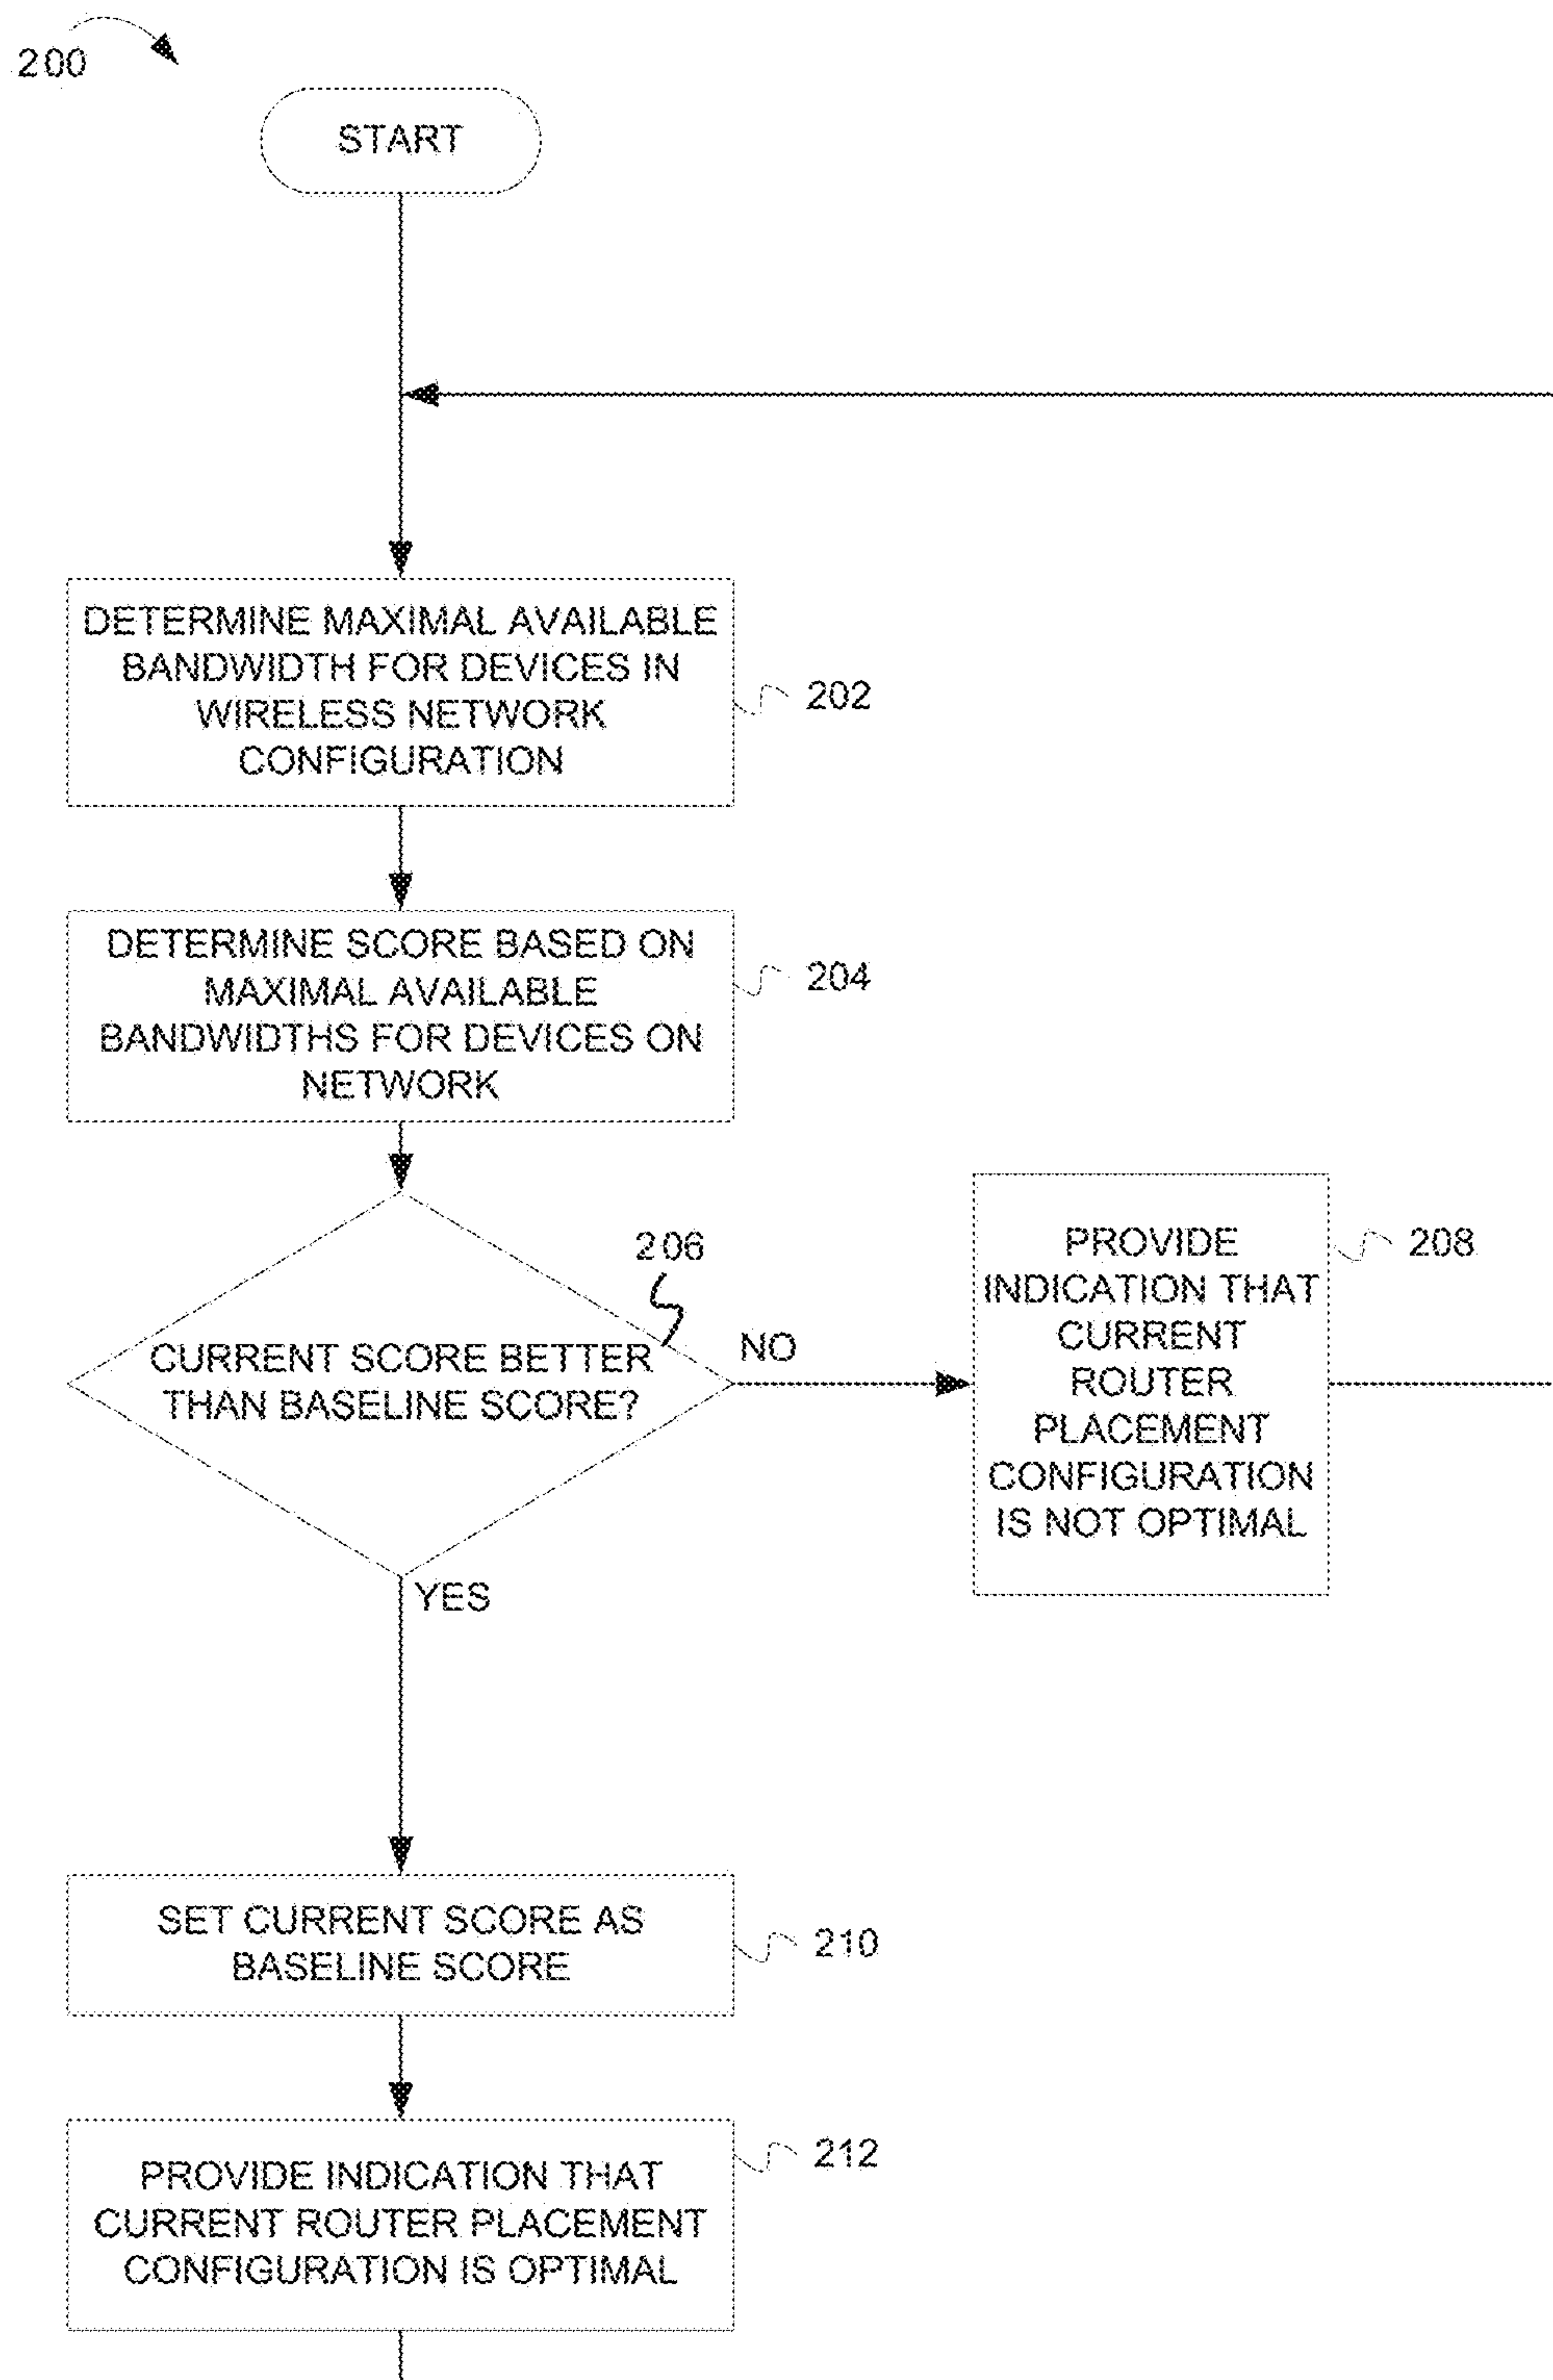 200
START
DETERMINE MAXIMAL AVAILABLE
BANDWIDTH FOR DEVICES IN
WIRELESS NETWORK
CONFIGURATION
202
DETERMINE SCORE BASED ON
MAXIMAL AVAILABLE
BANDWIDTHS FOR DEVICES ON
NETWORK
204
206
CURRENT SCORE BETTER
THAN BASELINE SCORE?
NO
PROVIDE
INDICATION THAT
CURRENT
ROUTER
PLACEMENT
CONFIGURATION
IS NOT OPTIMAL
208
YES
SET CURRENT SCORE AS
BASELINE SCORE
210
PROVIDE INDICATION THAT
CURRENT ROUTER PLACEMENT
CONFIGURATION IS OPTIMAL
212